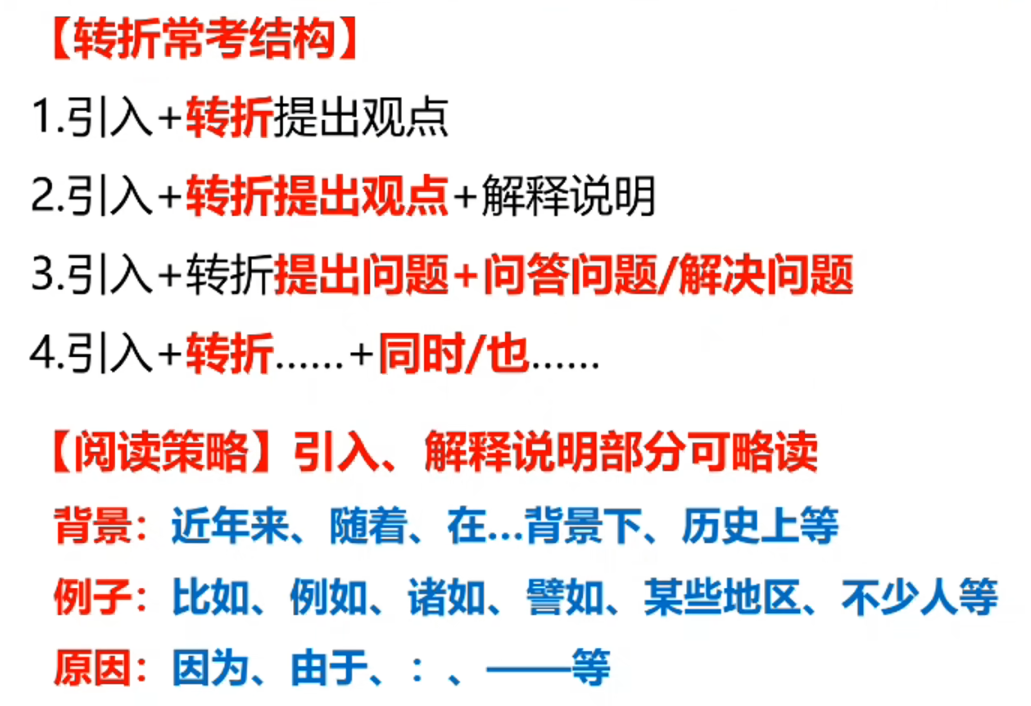 【转折常考结构】
1.引入+转折提出观点
2.引入+转折提出观点+解释说明
3.引入+转折提出问题+问答问题/解决问题
4.引入+转折……+同时/也……
【阅读策略】引入、解释说明部分可略读
背景：近年来、随着、在…背景下、历史上等
例子：比如、例如、诸如、譬如、某些地区、不少人等
原因：因为、由于、：、——等